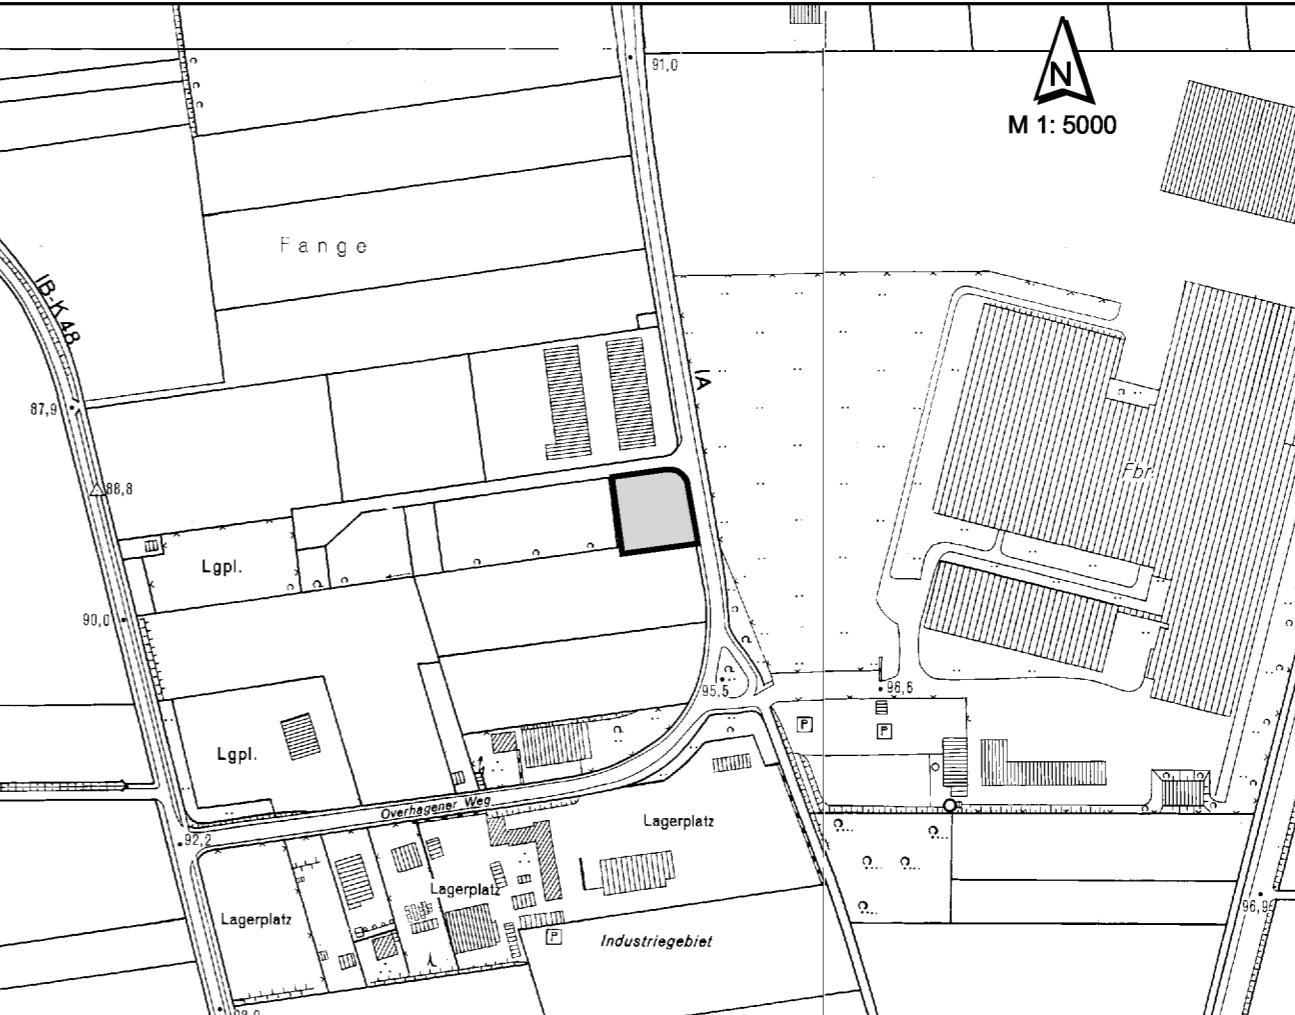 91,0
N
M 1: 5000
Fange
IB-K48
IA
87,9
Fbr.
88,8
Lgpl.
90,0
95,5
96,6
P
P
Lgpl.
Overhagener Weg
92,2
Lagerplatz
Lagerplatz
Lagerplatz
96,9
P
Industriegebiet